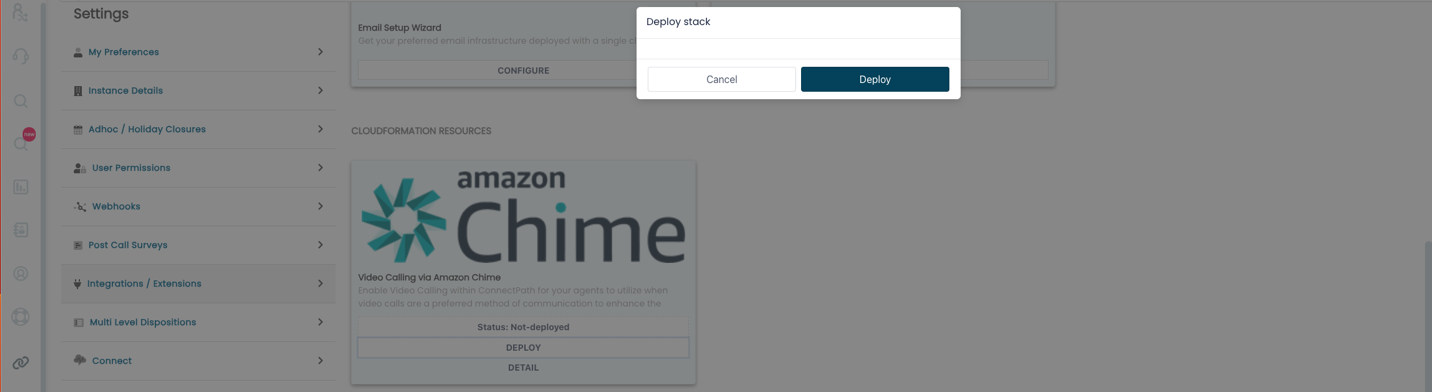 Settings
My Preferences
Instance Details
Adhoc / Holiday Closures
new
User Permissions
Webhooks
Post Call Surveys
Integrations / Extensions
Multi Level Dispositions
Connect
Email Setup Wizard
Get your preferred email infrastructure deployed with a single
CONFIGURE
Deploy stack
Cancel
Deploy
CLOUDFORMATION RESOURCES
amazon
Chime
Video Calling via Amazon Chime
Enable Video Calling within ConnectPath for your agents to utilize when
video calls are a preferred method of communication to enhance the
Status: Not-deployed
DEPLOY
DETAIL